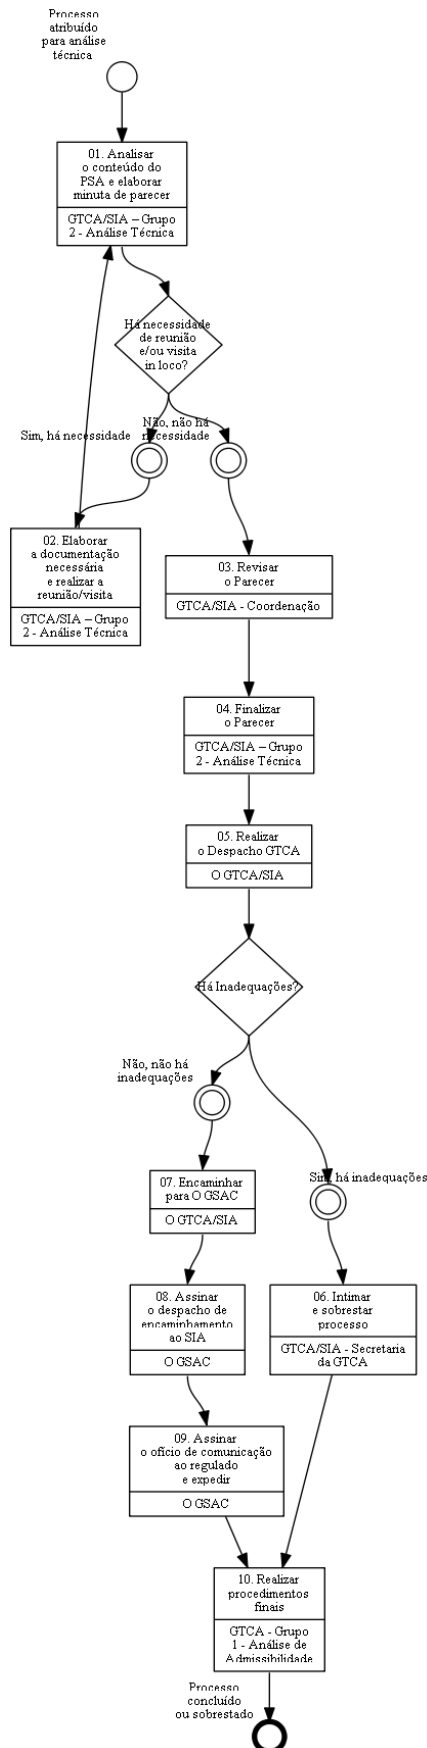 Processo
atribuído
para análise
técnica
01. Analisar
o conteúdo do
PSA e elaborar
minuta de parecer
GTCA/SIA – Grupo
2 - Análise Técnica
Há necessidade
de reunião
e/ou visita
in loco?
Sim, há necessidade
Não, não há
necessidade
02. Elaborar
a documentação
necessária
e realizar a
reunião/visita
GTCA/SIA – Grupo
2 - Análise Técnica
03. Revisar
o Parecer
GTCA/SIA - Coordenação
04. Finalizar
o Parecer
GTCA/SIA – Grupo
2 - Análise Técnica
05. Realizar
o Despacho GTCA
O GTCA/SIA
Há Inadequações?
Não, não há
inadequações
Sim, há inadequações
07. Encaminhar
para O GSAC
O GTCA/SIA
08. Assinar
o despacho de
encaminhamento
ao SIA
O GSAC
06. Intimar
e sobrestar
processo
GTCA/SIA - Secretaria
da GTCA
09. Assinar
o ofício de comunicação
ao regulado
e expedir
O GSAC
10. Realizar
procedimentos
finais
GTCA - Grupo
1 - Análise de
Admissibilidade
Processo
concluído
ou sobrestado